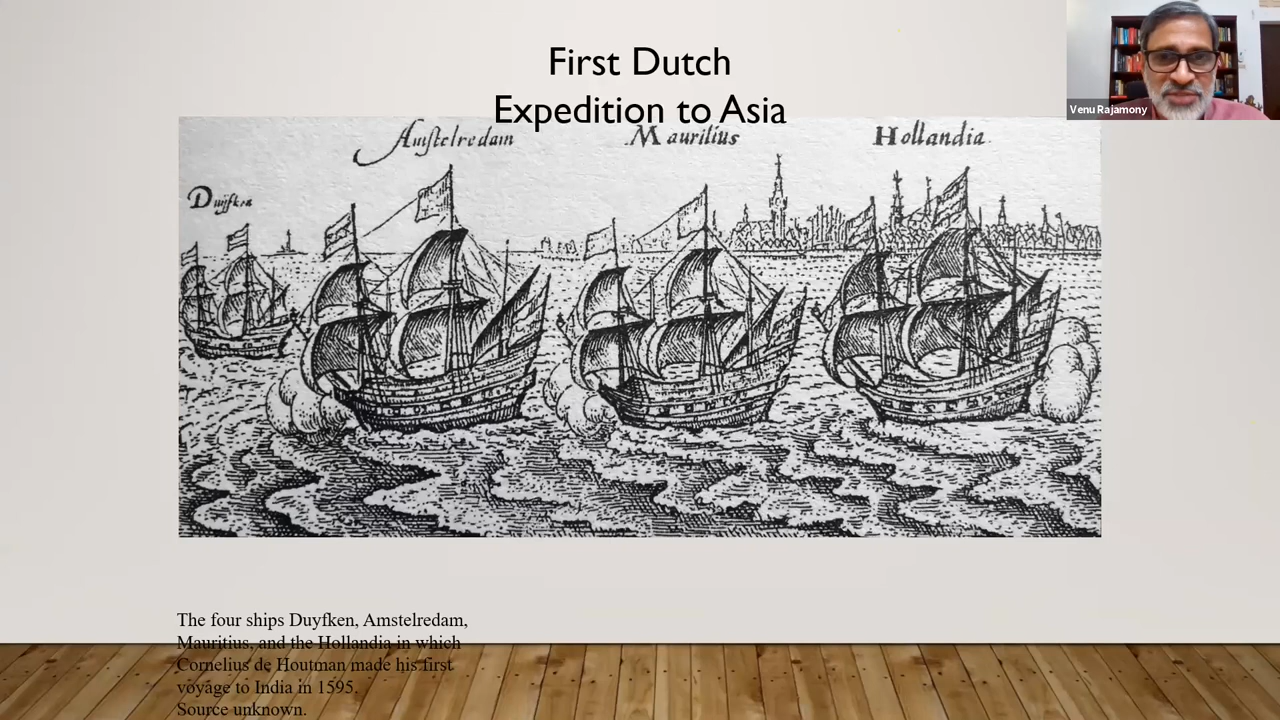 First Dutch
Expedition to Asia
Venu Rajamony
Amstelredam
Mauritius
Hollandia.
Duijfken
The four ships Duyfken, Amstelredam,
Mauritius, and the Hollandia in which
Cornelius de Houtman made his first
voyage to India in 1595.
Source unknown.